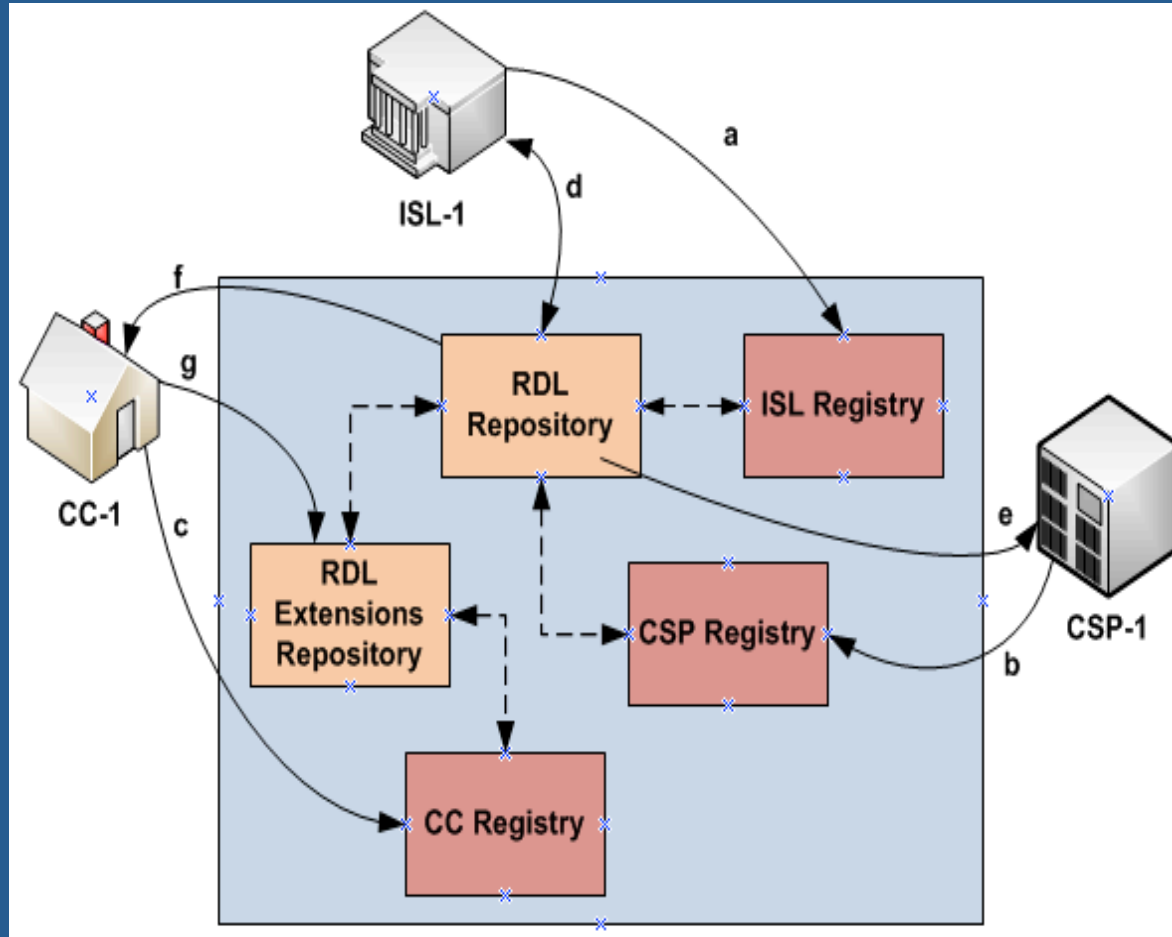 a
d
ISL-1
f
g
RDL
Repository
ISL Registry
CC-1
c
e
RDL
Extensions
Repository
CSP Registry
CSP-1
b
CC Registry